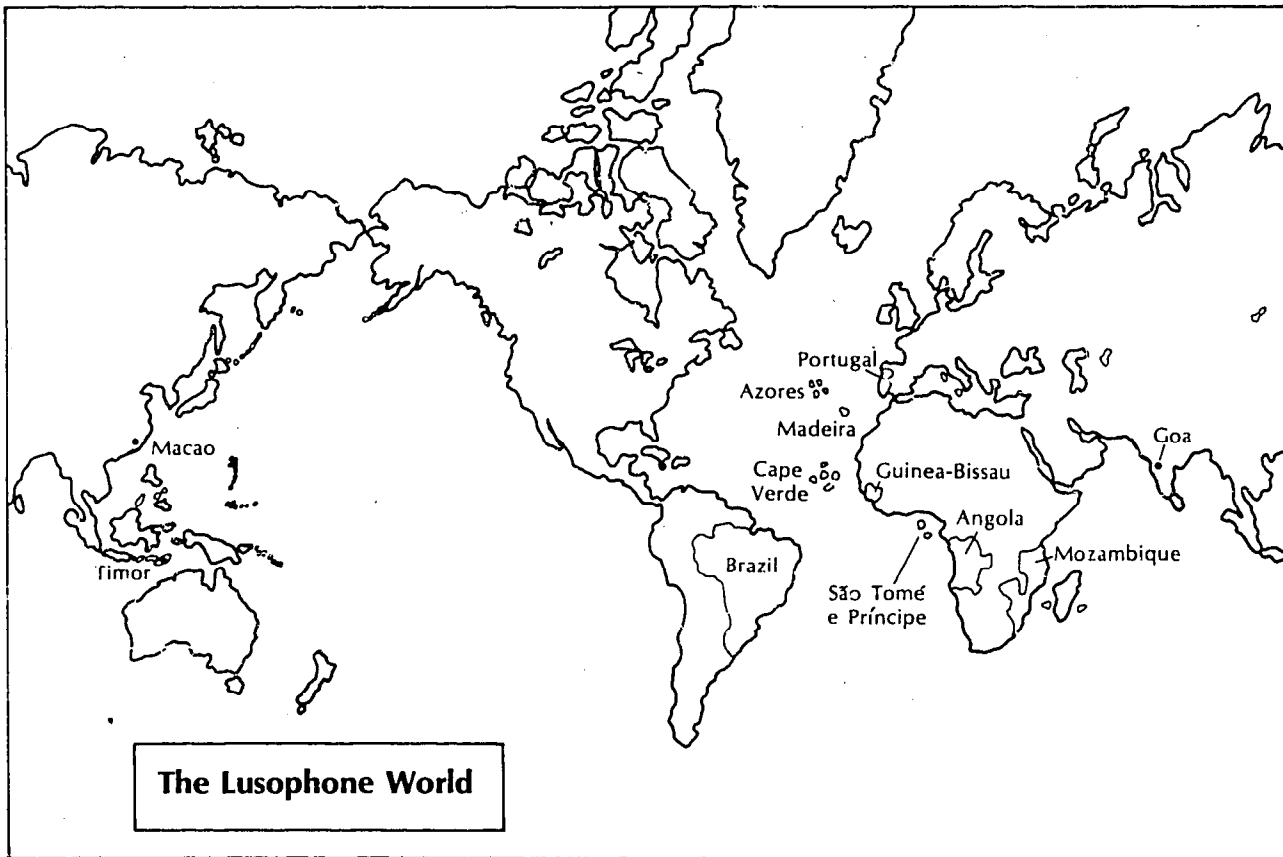 Portugal
Azores
Madeira
Macao
Goa
Cape
Verde
Guinea-Bissau
Angola
Timor
Brazil
Mozambique
São Tomé
e Príncipe
The Lusophone World